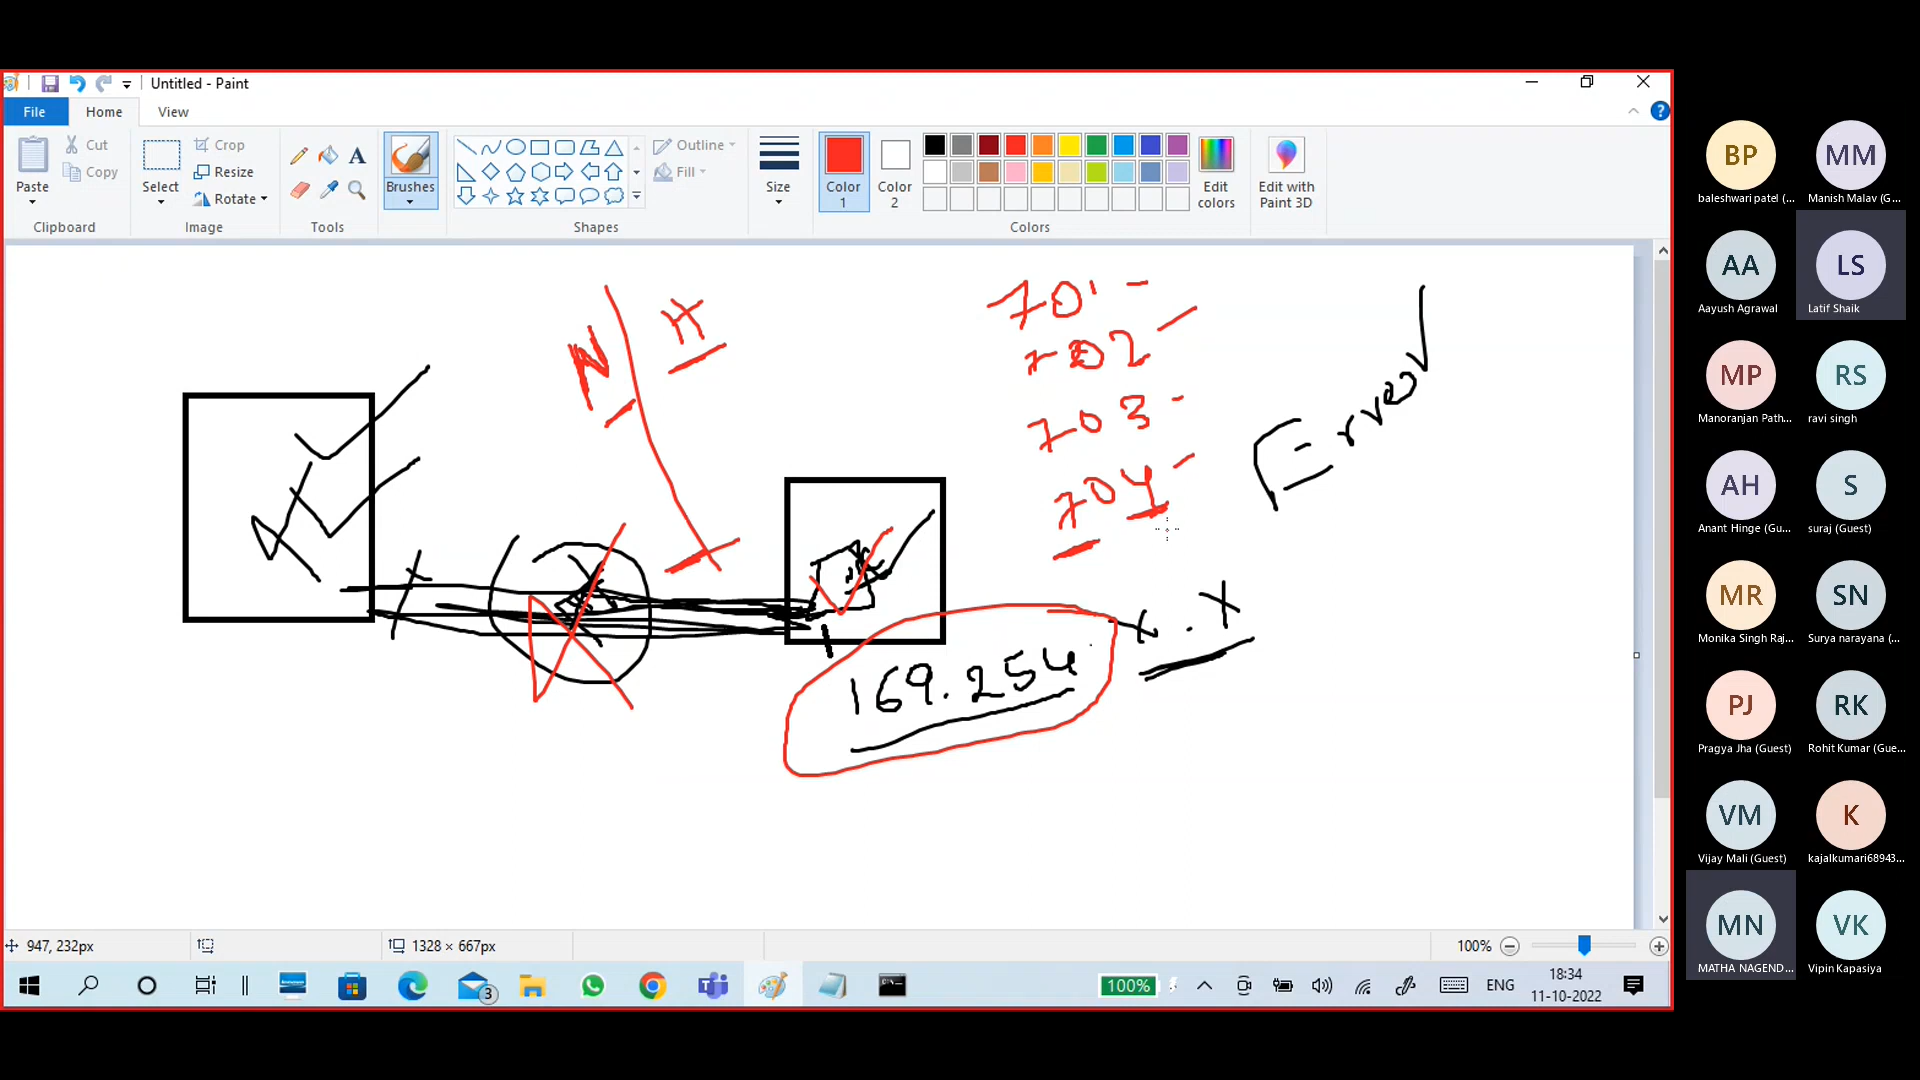 Untitled - Paint
File Home View
Cut
Copy
Paste
Clipboard
Crop
Resize
Rotate
Select
Image
Tools
Brushes
Shapes
Outline
Fill
Size
Color 1
Color 2
Edit colors
Edit with Paint 3D
Colors
N H
701 -
702
703 -
704 -
Error
169.254.x.x
947, 232px
1328 × 667px
100%
3
100%
ENG
18:34
11-10-2022
BP
baleshwari patel (...
MM
Manish Malav (G...
AA
Aayush Agrawal
LS
Latif Shaik
MP
Manoranjan Path...
RS
ravi singh
AH
Anant Hinge (Gu...
S
suraj (Guest)
MR
Monika Singh Raj...
SN
Surya narayana (...
PJ
Pragya Jha (Guest)
RK
Rohit Kumar (Gue...
VM
Vijay Mali (Guest)
K
kajalkumari68943...
MN
MATHA NAGEND...
VK
Vipin Kapasiya